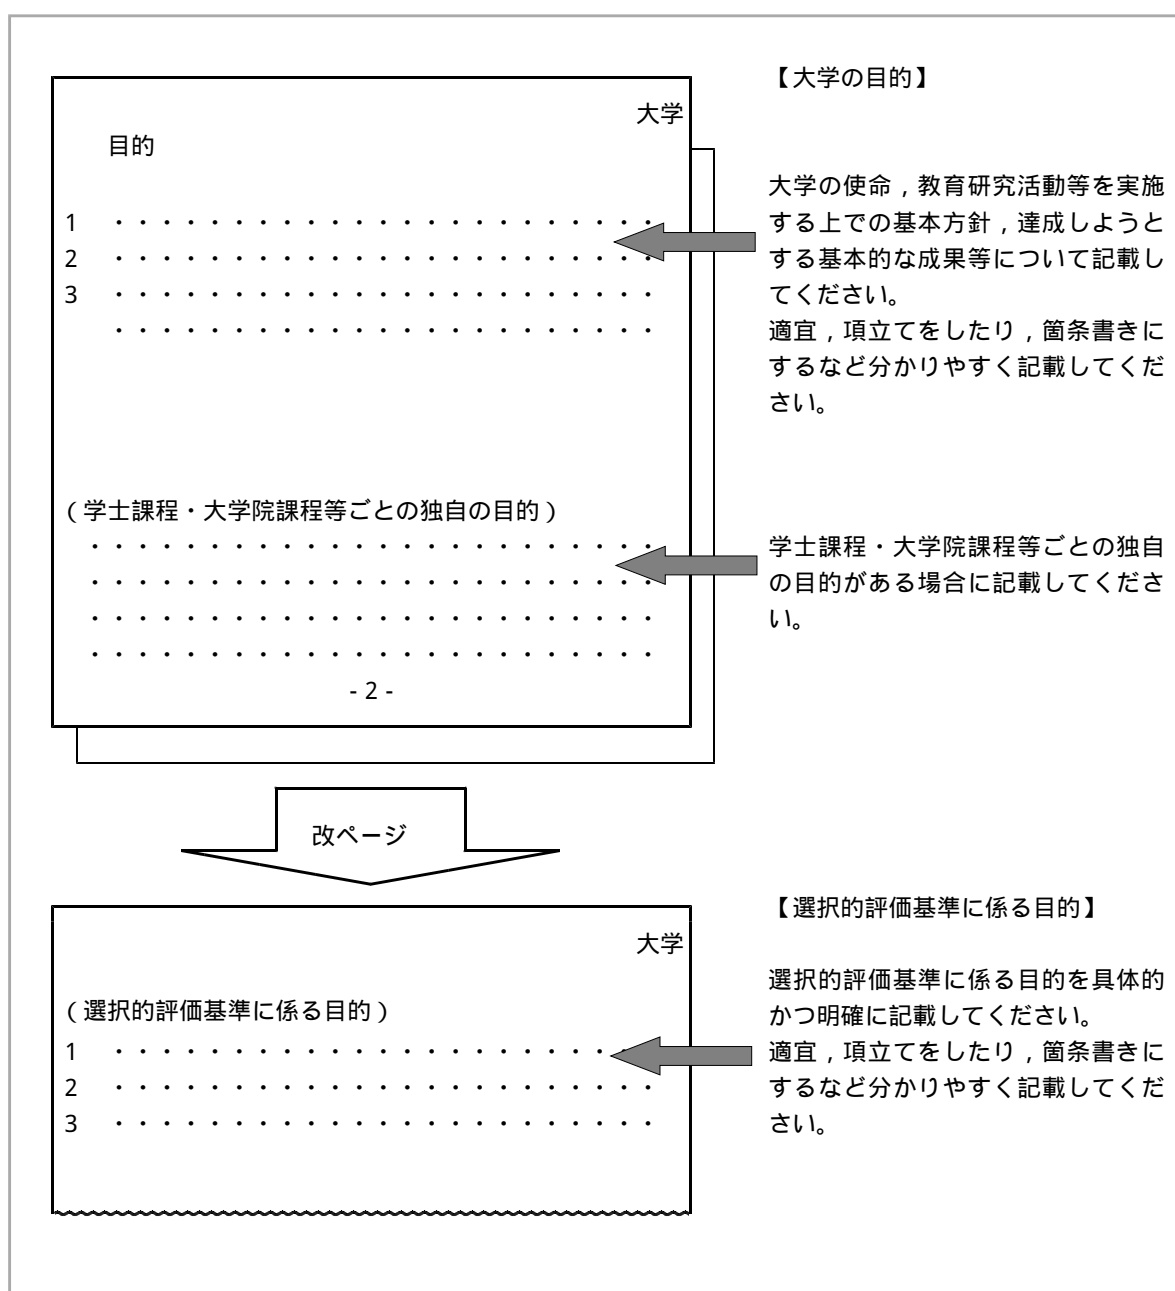 【大学の目的】
大学
目的
1 ・・・・・・・・・・・・・・・・・・・・・・・
2 ・・・・・・・・・・・・・・・・・・・・・・・
3 ・・・・・・・・・・・・・・・・・・・・・・・
・・・・・・・・・・・・・・・・・・・・・・・
大学の使命，教育研究活動等を実施
する上での基本方針，達成しようと
する基本的な成果等について記載し
てください。
適宜，項立てをしたり，箇条書きに
するなど分かりやすく記載してくだ
さい。
（学士課程・大学院課程等ごとの独自の目的）
・・・・・・・・・・・・・・・・・・・・・・・・
・・・・・・・・・・・・・・・・・・・・・・・・
・・・・・・・・・・・・・・・・・・・・・・・・
・・・・・・・・・・・・・・・・・・・・・・・・
学士課程・大学院課程等ごとの独自
の目的がある場合に記載してくださ
い。
- 2 -
改ページ
【選択的評価基準に係る目的】
大学
（選択的評価基準に係る目的）
1 ・・・・・・・・・・・・・・・・・・・・・・・
2 ・・・・・・・・・・・・・・・・・・・・・・・
3 ・・・・・・・・・・・・・・・・・・・・・・・
選択的評価基準に係る目的を具体的
かつ明確に記載してください。
適宜，項立てをしたり，箇条書きに
するなど分かりやすく記載してくだ
さい。